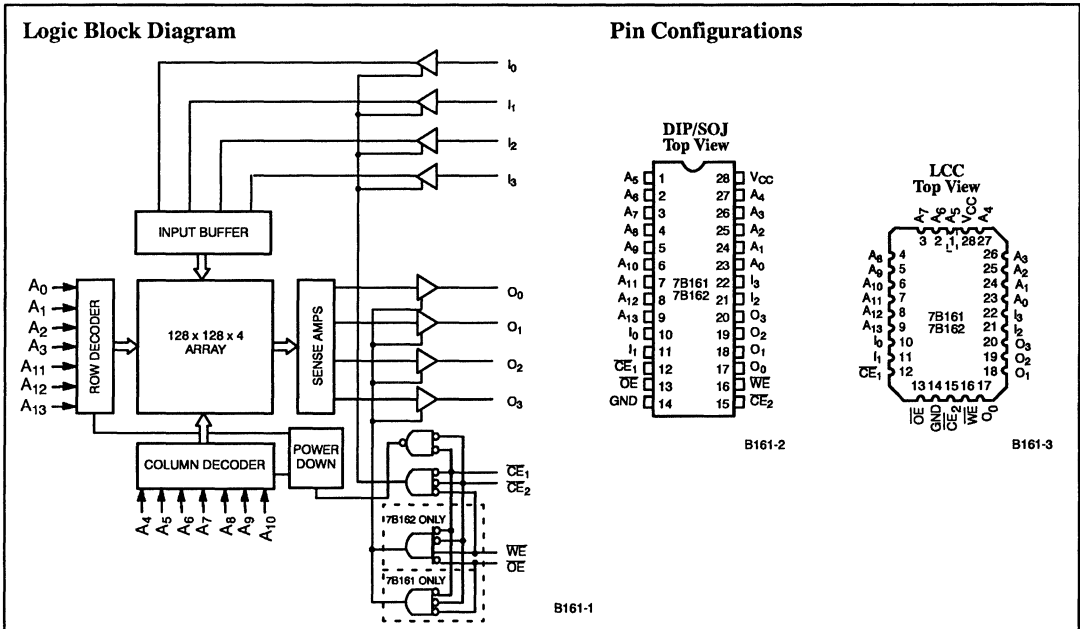 Logic Block Diagram
I0
I1
I2
I3
INPUT BUFFER
A0
A1
A2
A3
A11
A12
A13
ROW DECODER
128 x 128 x 4
ARRAY
SENSE AMPS
O0
O1
O2
O3
COLUMN DECODER
POWER
DOWN
A4
A5
A6
A7
A8
A9
A10
CE1
CE2
7B162 ONLY
WE
OE
7B161 ONLY
B161-1
Pin Configurations
DIP/SOJ
Top View
A5 1 28 VCC
A6 2 27 A4
A7 3 26 A3
A8 4 25 A2
A9 5 24 A1
A10 6 23 A0
A11 7 7B161 22 I3
A12 8 7B162 21 I2
A13 9 20 O3
I0 10 19 O2
I1 11 18 O1
CE1 12 17 O0
OE 13 16 WE
GND 14 15 CE2
B161-2
LCC
Top View
A7 A6 A5 VCC A4
3 2 1 28 27
A8 4 26 A3
A9 5 25 A2
A10 6 24 A1
A11 7 23 A0
A12 8 7B161 22 I3
A13 9 7B162 21 I2
I0 10 20 O3
I1 11 19 O2
CE1 12 18 O1
13 14 15 16 17
OE GND CE2 WE O0
B161-3